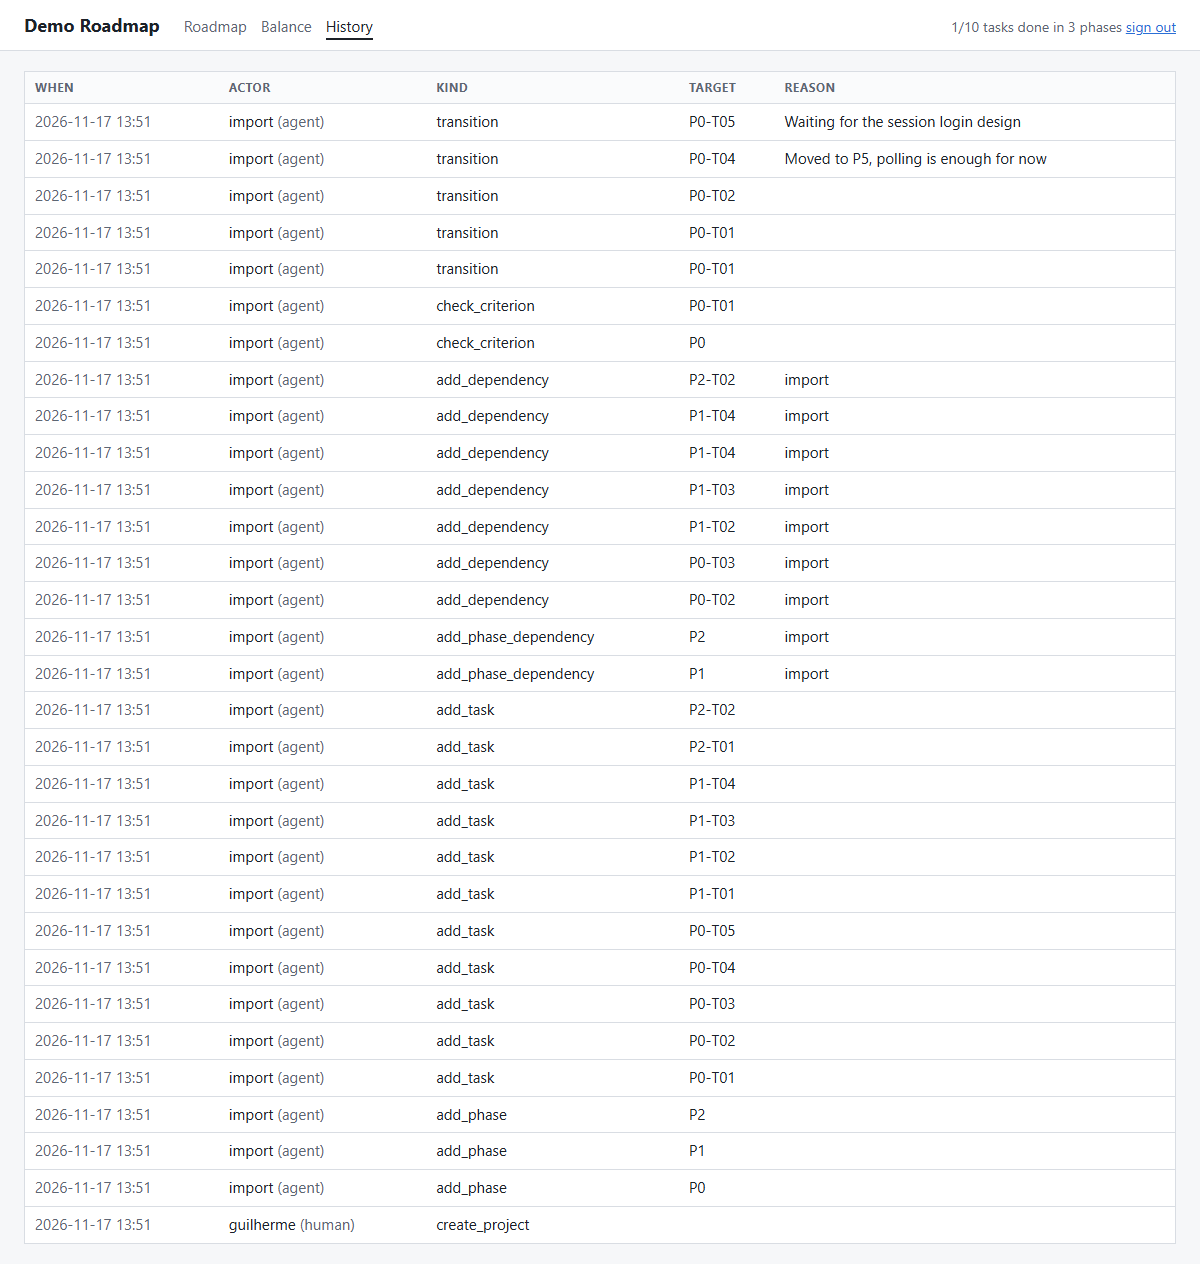 Demo Roadmap Roadmap Balance History 1/10 tasks done in 3 phases sign out
WHEN ACTOR KIND TARGET REASON
2026-11-17 13:51 import (agent) transition P0-T05 Waiting for the session login design
2026-11-17 13:51 import (agent) transition P0-T04 Moved to P5, polling is enough for now
2026-11-17 13:51 import (agent) transition P0-T02
2026-11-17 13:51 import (agent) transition P0-T01
2026-11-17 13:51 import (agent) transition P0-T01
2026-11-17 13:51 import (agent) check_criterion P0-T01
2026-11-17 13:51 import (agent) check_criterion P0
2026-11-17 13:51 import (agent) add_dependency P2-T02 import
2026-11-17 13:51 import (agent) add_dependency P1-T04 import
2026-11-17 13:51 import (agent) add_dependency P1-T04 import
2026-11-17 13:51 import (agent) add_dependency P1-T03 import
2026-11-17 13:51 import (agent) add_dependency P1-T02 import
2026-11-17 13:51 import (agent) add_dependency P0-T03 import
2026-11-17 13:51 import (agent) add_dependency P0-T02 import
2026-11-17 13:51 import (agent) add_phase_dependency P2 import
2026-11-17 13:51 import (agent) add_phase_dependency P1 import
2026-11-17 13:51 import (agent) add_task P2-T02
2026-11-17 13:51 import (agent) add_task P2-T01
2026-11-17 13:51 import (agent) add_task P1-T04
2026-11-17 13:51 import (agent) add_task P1-T03
2026-11-17 13:51 import (agent) add_task P1-T02
2026-11-17 13:51 import (agent) add_task P1-T01
2026-11-17 13:51 import (agent) add_task P0-T05
2026-11-17 13:51 import (agent) add_task P0-T04
2026-11-17 13:51 import (agent) add_task P0-T03
2026-11-17 13:51 import (agent) add_task P0-T02
2026-11-17 13:51 import (agent) add_task P0-T01
2026-11-17 13:51 import (agent) add_phase P2
2026-11-17 13:51 import (agent) add_phase P1
2026-11-17 13:51 import (agent) add_phase P0
2026-11-17 13:51 guilherme (human) create_project